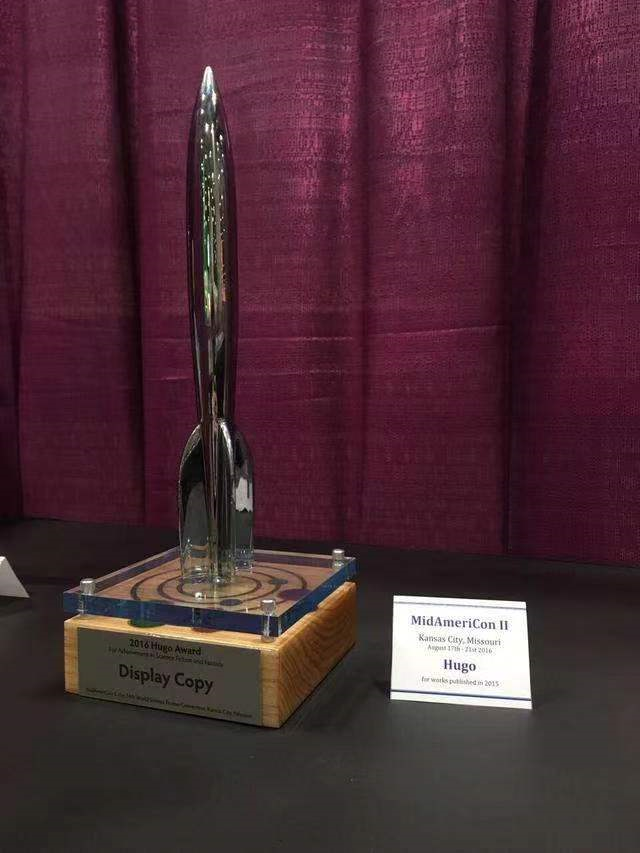 2016 Hugo Award
For Achievement in Science Fiction and Fantasy
Display Copy
MidAmeriCon II
Kansas City, Missouri
August 17th - 21st 2016
Hugo
for works published in 2015